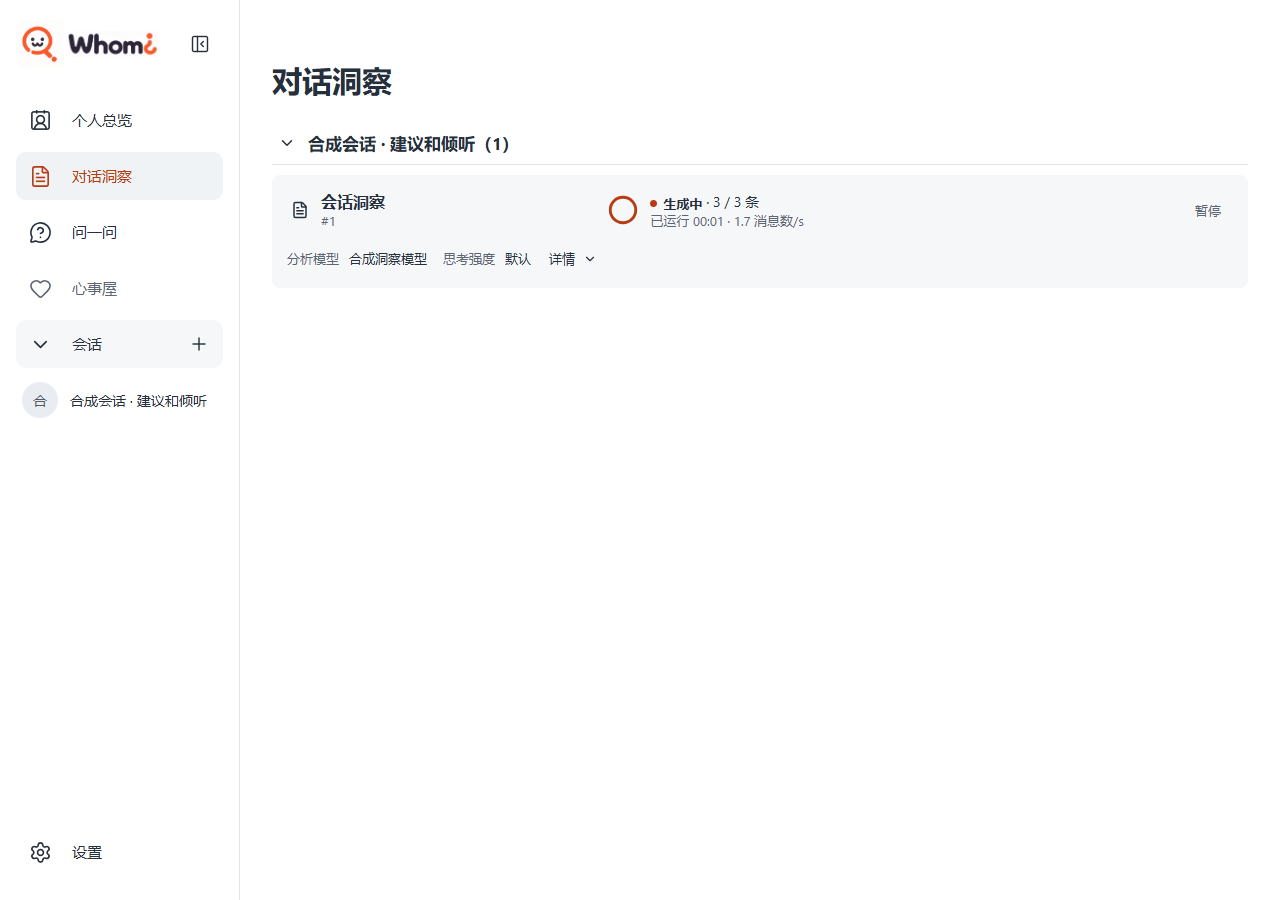 Whomi
个人总览
对话洞察
问一问
心事屋
会话
合
合成会话 · 建议和倾听
设置
对话洞察
合成会话 · 建议和倾听（1）
会话洞察
#1
生成中 · 3 / 3 条
已运行 00:01 · 1.7 消息数/s
暂停
分析模型 合成洞察模型 思考强度 默认 详情